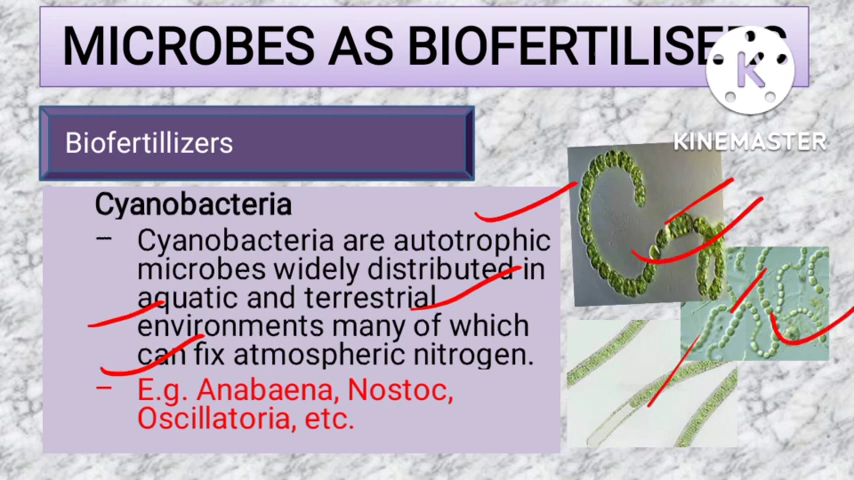 MICROBES AS BIOFERTILISERS
K
KINEMASTER
Biofertillizers
Cyanobacteria
– Cyanobacteria are autotrophic
microbes widely distributed in
aquatic and terrestrial
environments many of which
can fix atmospheric nitrogen.
– E.g. Anabaena, Nostoc,
Oscillatoria, etc.